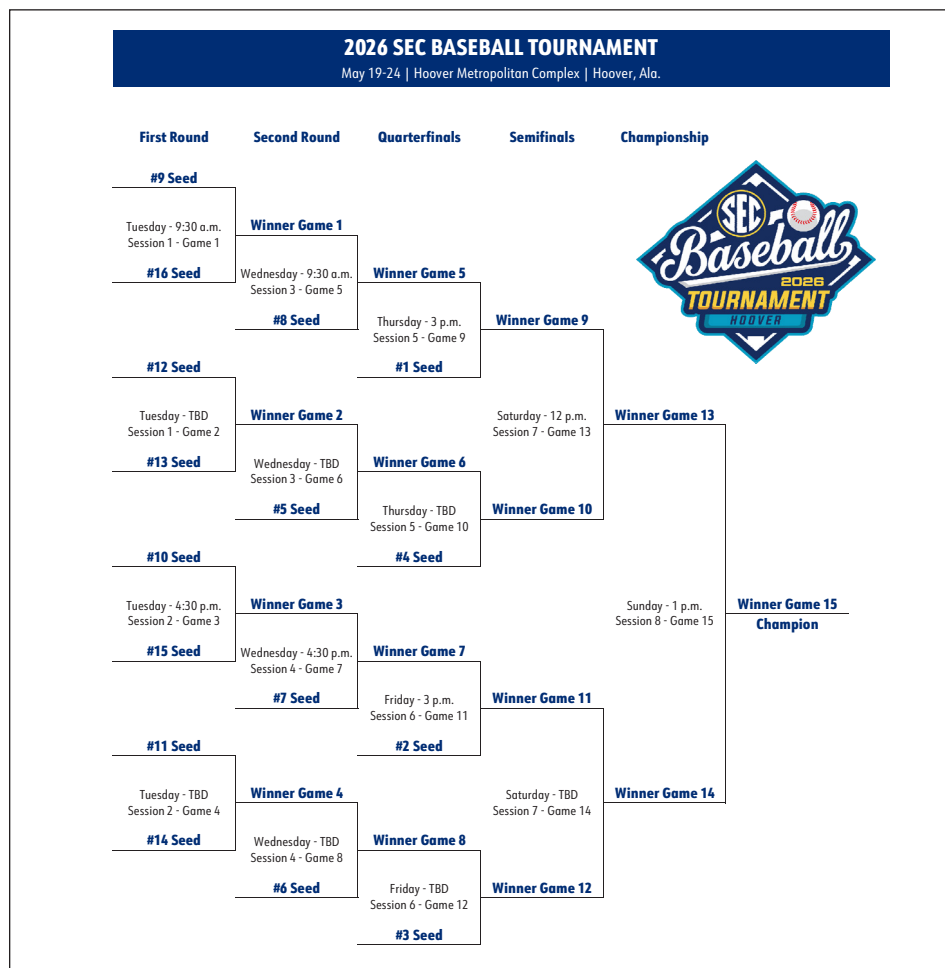 2026 SEC BASEBALL TOURNAMENT
May 19-24 | Hoover Metropolitan Complex | Hoover, Ala.
First Round
Second Round
Quarterfinals
Semifinals
Championship
SEC
Baseball
2026
TOURNAMENT
HOOVER
#9 Seed
Tuesday - 9:30 a.m.
Session 1 - Game 1
#16 Seed
#12 Seed
Tuesday - TBD
Session 1 - Game 2
#13 Seed
#10 Seed
Tuesday - 4:30 p.m.
Session 2 - Game 3
#15 Seed
#11 Seed
Tuesday - TBD
Session 2 - Game 4
#14 Seed
Winner Game 1
Wednesday - 9:30 a.m.
Session 3 - Game 5
#8 Seed
Winner Game 2
Wednesday - TBD
Session 3 - Game 6
#5 Seed
Winner Game 3
Wednesday - 4:30 p.m.
Session 4 - Game 7
#7 Seed
Winner Game 4
Wednesday - TBD
Session 4 - Game 8
#6 Seed
Winner Game 5
Thursday - 3 p.m.
Session 5 - Game 9
#1 Seed
Winner Game 6
Thursday - TBD
Session 5 - Game 10
#4 Seed
Winner Game 7
Friday - 3 p.m.
Session 6 - Game 11
#2 Seed
Winner Game 8
Friday - TBD
Session 6 - Game 12
#3 Seed
Winner Game 9
Saturday - 12 p.m.
Session 7 - Game 13
Winner Game 10
Winner Game 11
Saturday - TBD
Session 7 - Game 14
Winner Game 12
Winner Game 13
Sunday - 1 p.m.
Session 8 - Game 15
Winner Game 14
Winner Game 15
Champion